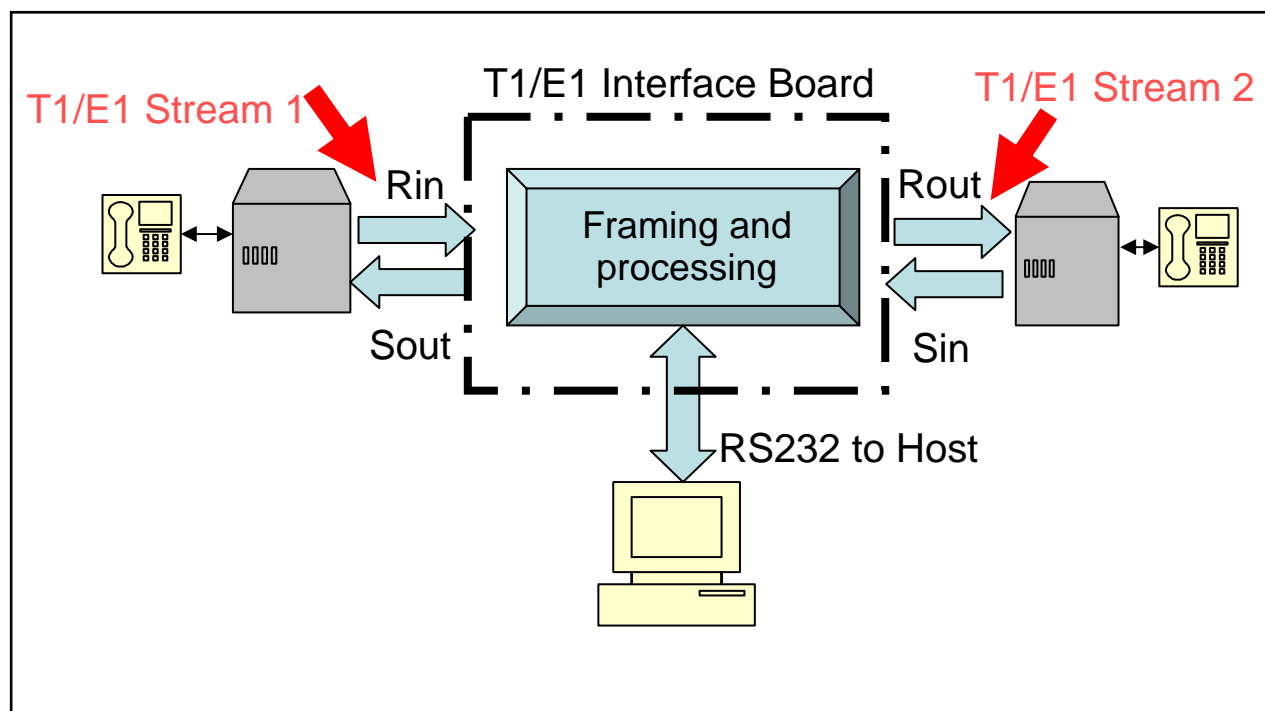 T1/E1 Interface Board
T1/E1 Stream 2
T1/E1 Stream 1
Rin
Rout
Framing and
processing
Sout
Sin
RS232 to Host